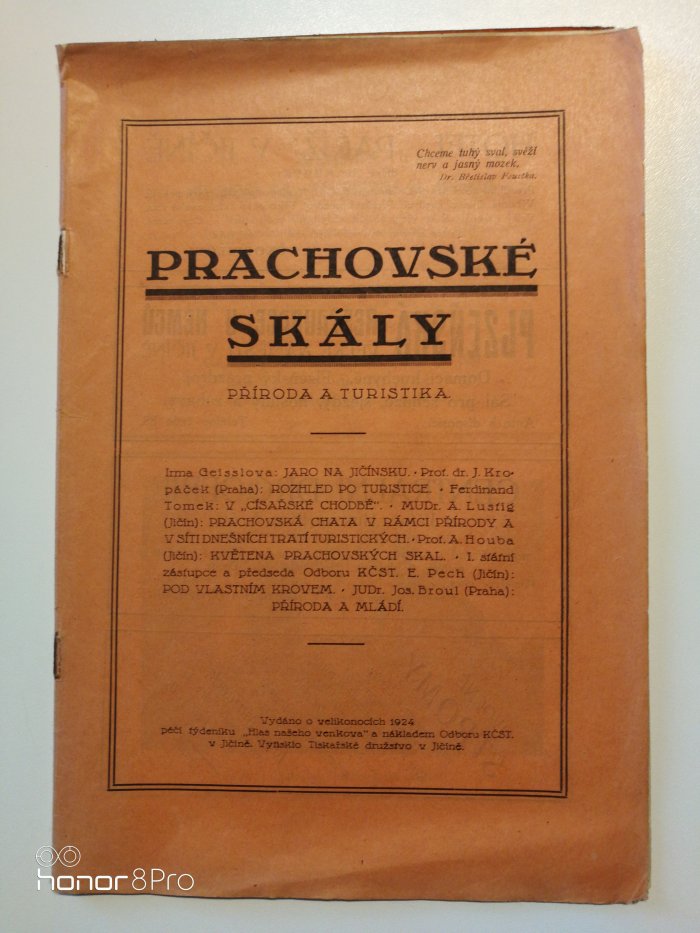 Chceme tuhý sval, svěží
nerv a jasný mozek.
Dr. Břetislav Foustka.
PRACHOVSKÉ
SKÁLY
PŘÍRODA A TURISTIKA.
Irma Geisslova: JARO NA JIČÍNSKU. · Prof. dr. J. Kro-
páček (Praha): ROZHLED PO TURISTICE. · Ferdinand
Tomek: V „CÍSAŘSKÉ CHODBĚ“. · MUDr. A. Lustig
(Jičín): PRACHOVSKÁ CHATA V RÁMCI PŘÍRODY A
V SÍTI DNEŠNÍCH TRATÍ TURISTICKÝCH. · Prof. A. Houba
(Jičín): KVĚTENA PRACHOVSKÝCH SKAL. · I. státní
zástupce a předseda Odboru KČST. E. Pech (Jičín):
POD VLASTNÍM KROVEM. · JUDr. Jos. Broul (Praha):
PŘÍRODA A MLÁDÍ.
Vydáno o velikonocích 1924
péčí týdeníku „Hlas našeho venkova“ a nákladem Odboru KČST.
v Jičíně. Vytisklo Tiskařské družstvo v Jičíně.
honor 8 Pro